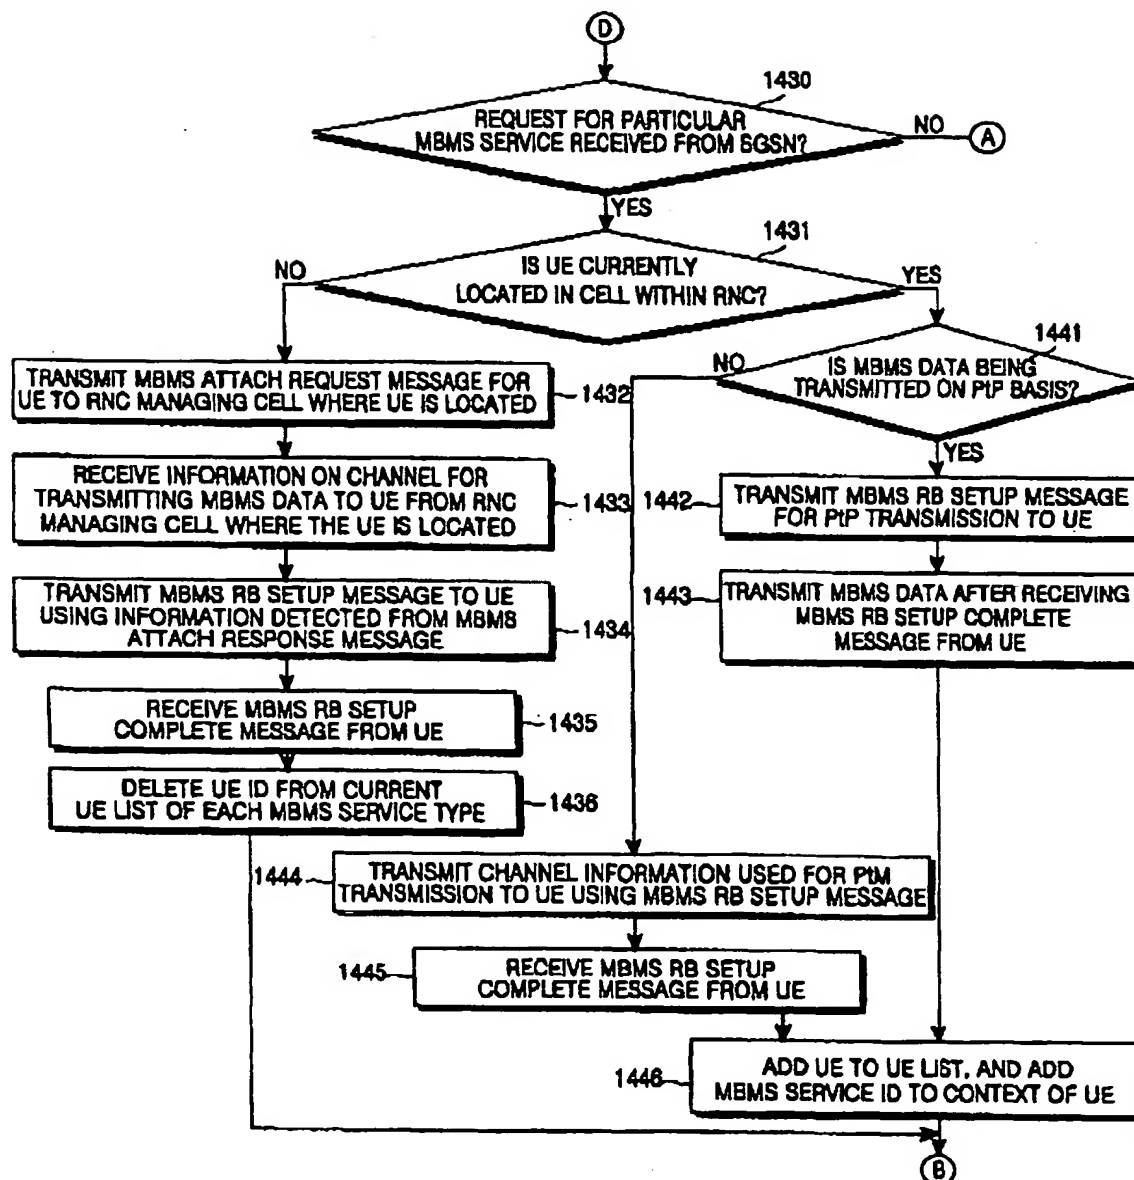 D
1430
REQUEST FOR PARTICULAR
MBMS SERVICE RECEIVED FROM SGSN?
NO
A
YES
1431
IS UE CURRENTLY
LOCATED IN CELL WITHIN RNC?
NO
YES
1441
IS MBMS DATA BEING
TRANSMITTED ON PtP BASIS?
NO
YES
TRANSMIT MBMS ATTACH REQUEST MESSAGE FOR
UE TO RNC MANAGING CELL WHERE UE IS LOCATED
1432
RECEIVE INFORMATION ON CHANNEL FOR
TRANSMITTING MBMS DATA TO UE FROM RNC
MANAGING CELL WHERE THE UE IS LOCATED
1433
1442
TRANSMIT MBMS RB SETUP MESSAGE
FOR PtP TRANSMISSION TO UE
TRANSMIT MBMS RB SETUP MESSAGE TO UE
USING INFORMATION DETECTED FROM MBMS
ATTACH RESPONSE MESSAGE
1434
1443
TRANSMIT MBMS DATA AFTER RECEIVING
MBMS RB SETUP COMPLETE
MESSAGE FROM UE
RECEIVE MBMS RB SETUP
COMPLETE MESSAGE FROM UE
1435
DELETE UE ID FROM CURRENT
UE LIST OF EACH MBMS SERVICE TYPE
1436
1444
TRANSMIT CHANNEL INFORMATION USED FOR PtM
TRANSMISSION TO UE USING MBMS RB SETUP MESSAGE
1445
RECEIVE MBMS RB SETUP
COMPLETE MESSAGE FROM UE
1446
ADD UE TO UE LIST, AND ADD
MBMS SERVICE ID TO CONTEXT OF UE
B